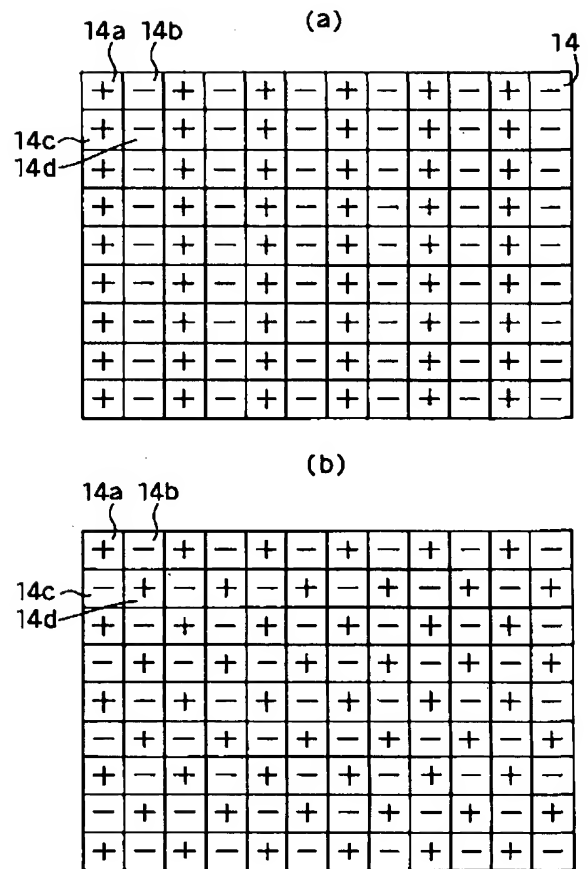 (a)
14a 14b 14
+ − + − + − + − + − + −
14c + − + − + − + − + − + −
14d
+ − + − + − + − + − + −
+ − + − + − + − + − + −
+ − + − + − + − + − + −
+ − + − + − + − + − + −
+ − + − + − + − + − + −
+ − + − + − + − + − + −
+ − + − + − + − + − + −
(b)
14a 14b
+ − + − + − + − + − + −
14c − + − + − + − + − + − +
14d
+ − + − + − + − + − + −
− + − + − + − + − + − +
+ − + − + − + − + − + −
− + − + − + − + − + − +
+ − + − + − + − + − + −
− + − + − + − + − + − +
+ − + − + − + − + − + −